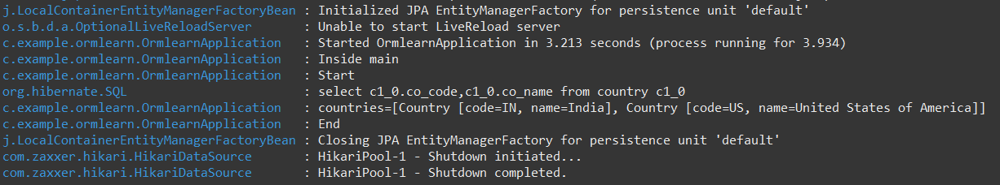 j.LocalContainerEntityManagerFactoryBean : Initialized JPA EntityManagerFactory for persistence unit 'default'
o.s.b.d.a.OptionalLiveReloadServer : Unable to start LiveReload server
c.example.ormlearn.OrmlearnApplication : Started OrmlearnApplication in 3.213 seconds (process running for 3.934)
c.example.ormlearn.OrmlearnApplication : Inside main
c.example.ormlearn.OrmlearnApplication : Start
org.hibernate.SQL : select c1_0.co_code,c1_0.co_name from country c1_0
c.example.ormlearn.OrmlearnApplication : countries=[Country [code=IN, name=India], Country [code=US, name=United States of America]]
c.example.ormlearn.OrmlearnApplication : End
j.LocalContainerEntityManagerFactoryBean : Closing JPA EntityManagerFactory for persistence unit 'default'
com.zaxxer.hikari.HikariDataSource : HikariPool-1 - Shutdown initiated...
com.zaxxer.hikari.HikariDataSource : HikariPool-1 - Shutdown completed.